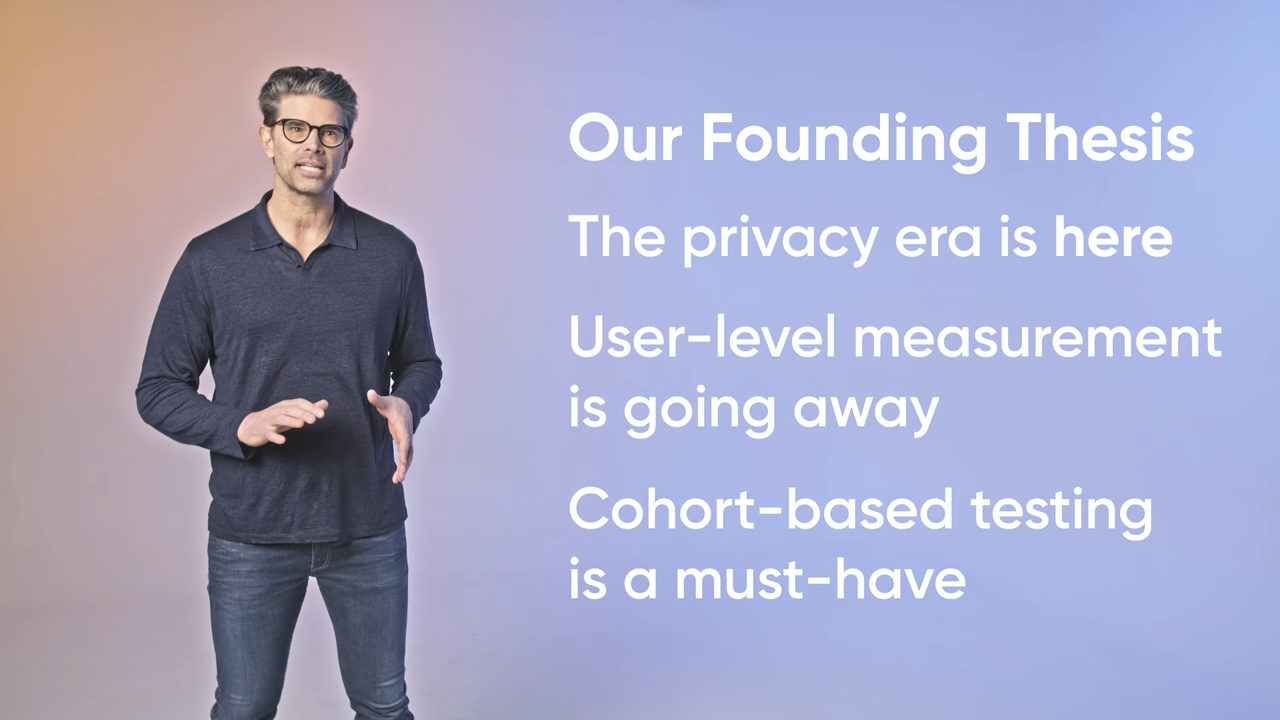 Our Founding Thesis
The privacy era is here
User-level measurement
is going away
Cohort-based testing
is a must-have